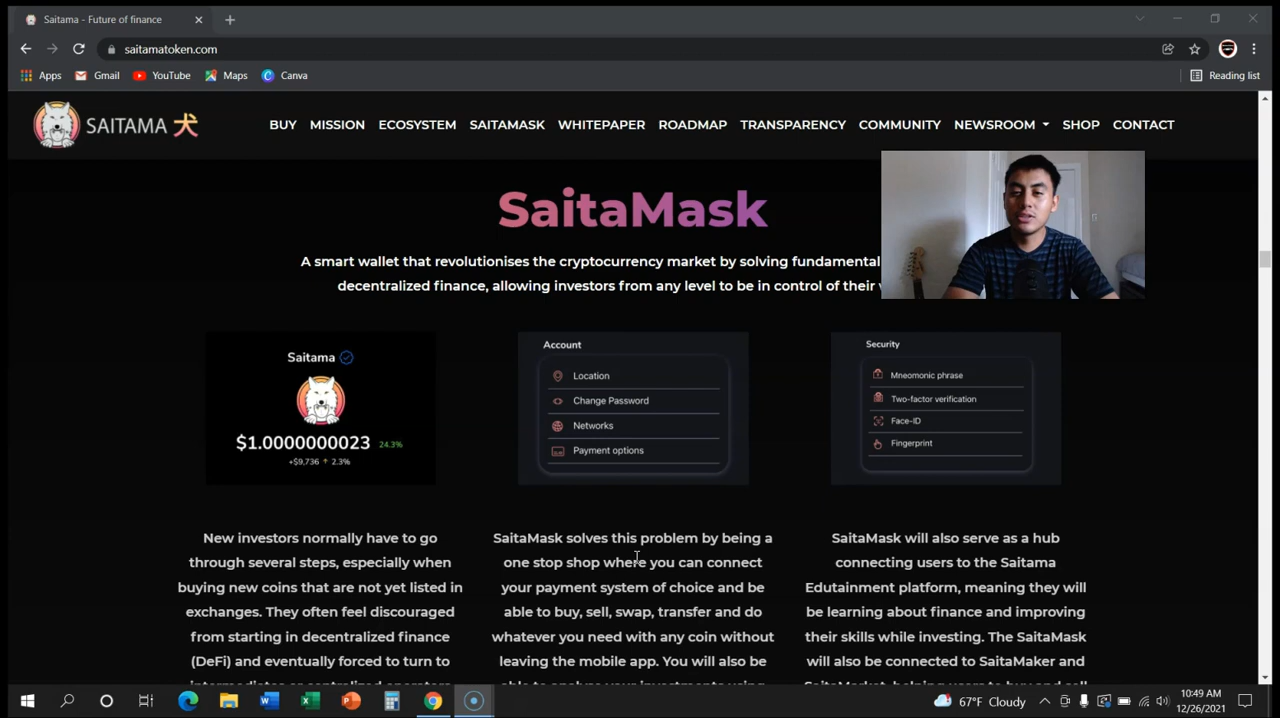 Saitama - Future of finance
saitamatoken.com
Apps Gmail YouTube Maps Canva Reading list
SAITAMA 犬 BUY MISSION ECOSYSTEM SAITAMASK WHITEPAPER ROADMAP TRANSPARENCY COMMUNITY NEWSROOM SHOP CONTACT
SaitaMask
A smart wallet that revolutionises the cryptocurrency market by solving fundamental
decentralized finance, allowing investors from any level to be in control of their
Saitama
$1.0000000023 24.3%
+$9,736 ↑ 2.3%
Account
Location
Change Password
Networks
Payment options
Security
Mneomonic phrase
Two-factor verification
Face-ID
Fingerprint
New investors normally have to go
through several steps, especially when
buying new coins that are not yet listed in
exchanges. They often feel discouraged
from starting in decentralized finance
(DeFi) and eventually forced to turn to
SaitaMask solves this problem by being a
one stop shop where you can connect
your payment system of choice and be
able to buy, sell, swap, transfer and do
whatever you need with any coin without
leaving the mobile app. You will also be
SaitaMask will also serve as a hub
connecting users to the Saitama
Edutainment platform, meaning they will
be learning about finance and improving
their skills while investing. The SaitaMask
will also be connected to SaitaMaker and
67°F Cloudy
10:49 AM
12/26/2021